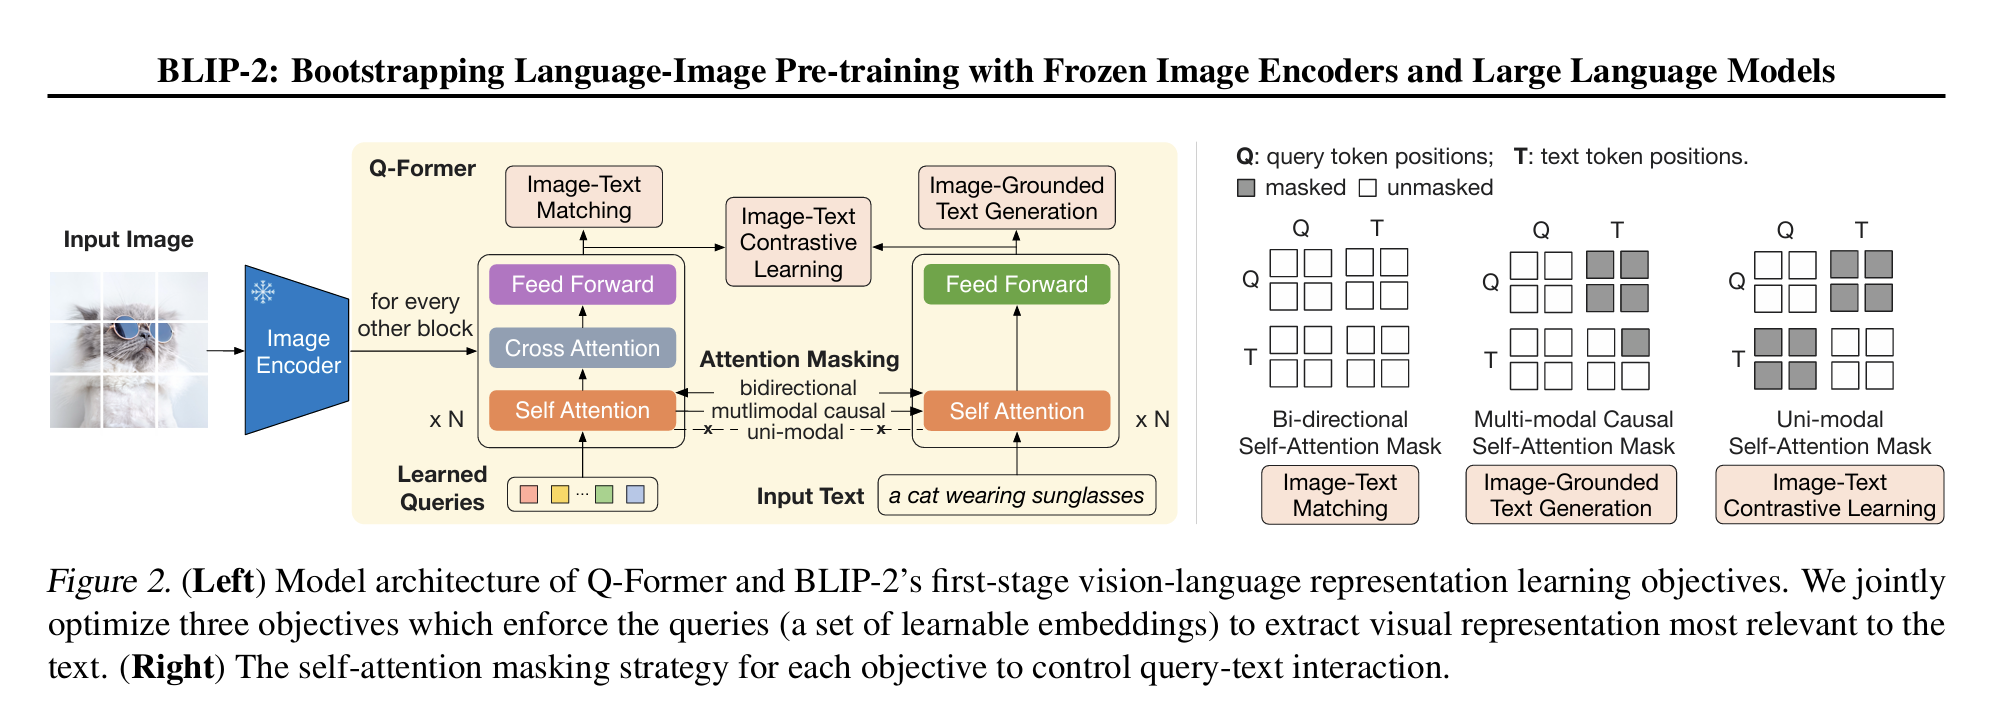 BLIP-2: Bootstrapping Language-Image Pre-training with Frozen Image Encoders and Large Language Models
Input Image
Image
Encoder
for every
other block
Q-Former
Image-Text
Matching
Image-Text
Contrastive
Learning
Image-Grounded
Text Generation
Feed Forward
Cross Attention
Self Attention
x N
Attention Masking
bidirectional
mutlimodal causal
x uni-modal x
Feed Forward
Self Attention
x N
Learned
Queries
...
Input Text
a cat wearing sunglasses
Q: query token positions; T: text token positions.
masked unmasked
Q T
Q
T
Bi-directional
Self-Attention Mask
Image-Text
Matching
Q T
Q
T
Multi-modal Causal
Self-Attention Mask
Image-Grounded
Text Generation
Q T
Q
T
Uni-modal
Self-Attention Mask
Image-Text
Contrastive Learning
Figure 2. (Left) Model architecture of Q-Former and BLIP-2’s first-stage vision-language representation learning objectives. We jointly
optimize three objectives which enforce the queries (a set of learnable embeddings) to extract visual representation most relevant to the
text. (Right) The self-attention masking strategy for each objective to control query-text interaction.